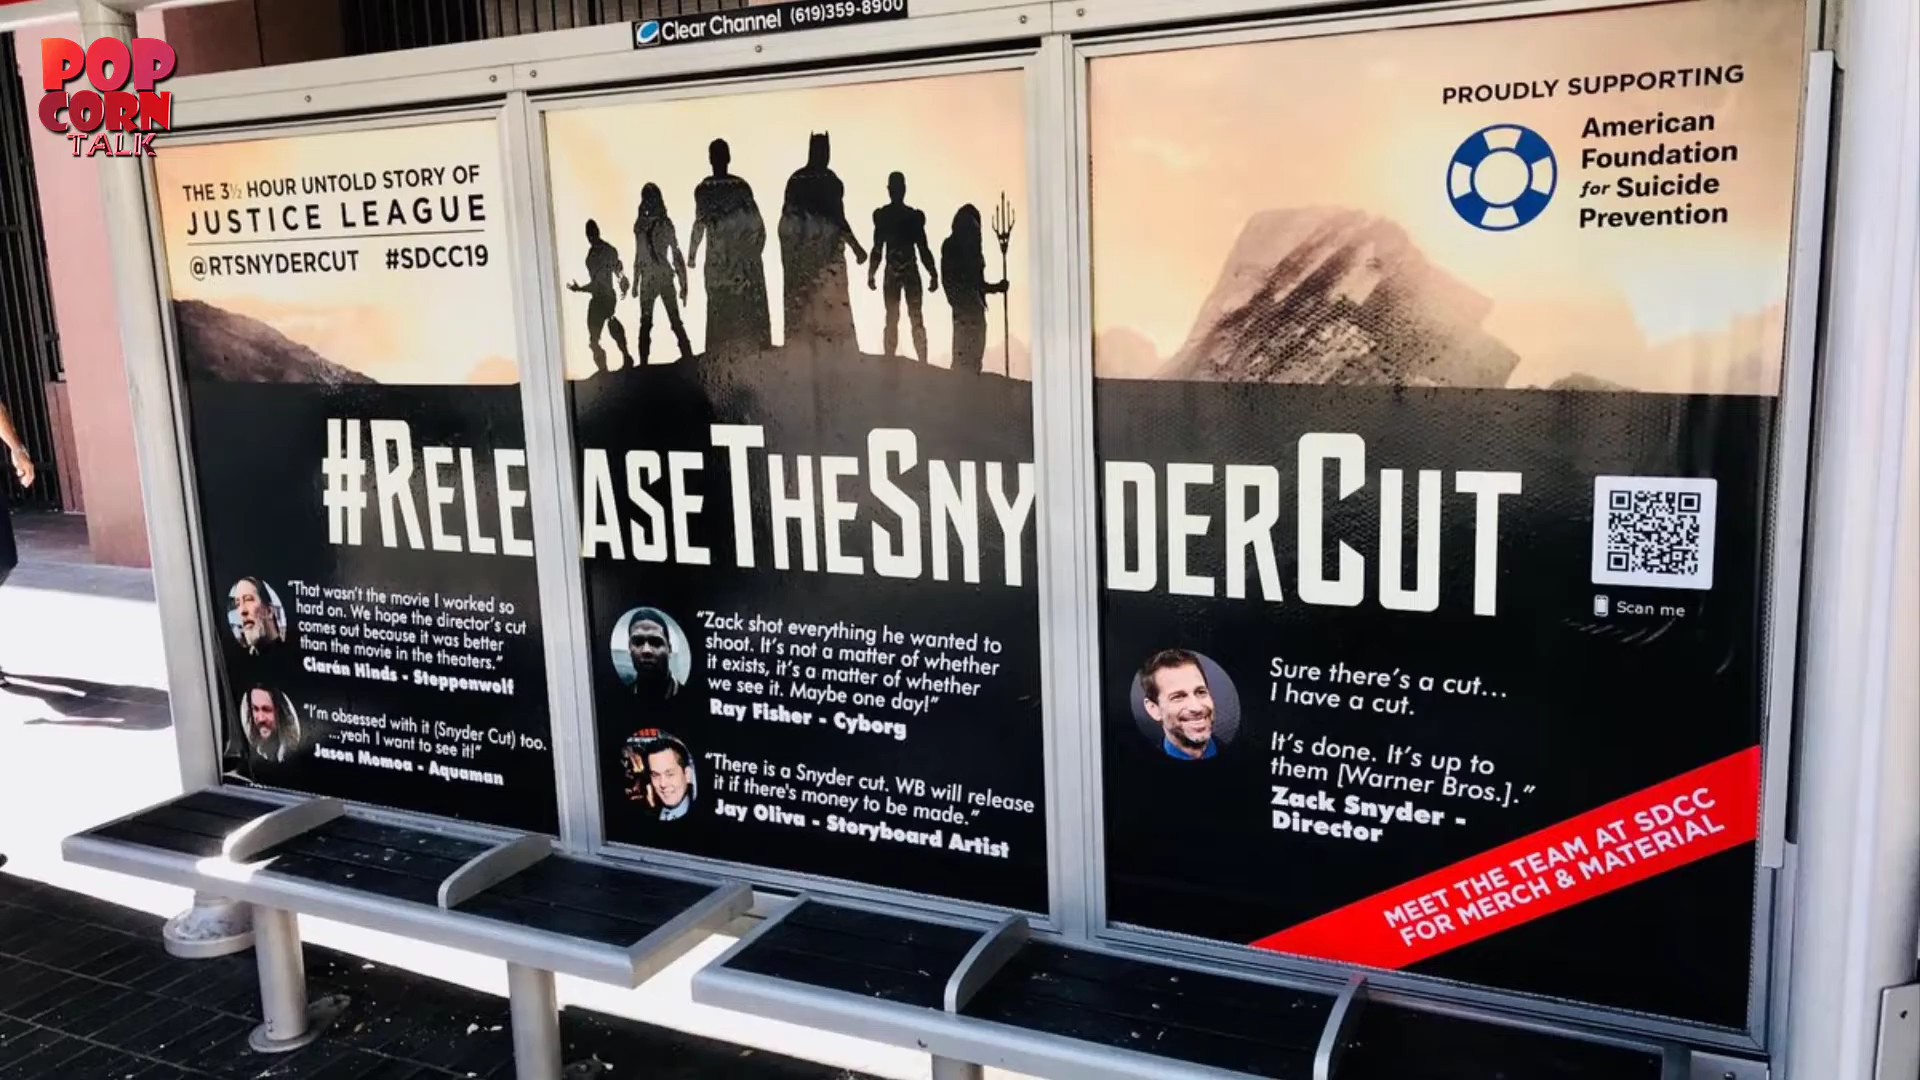 POP
CORN
TALK
Clear Channel (619)359-8900
THE 3½ HOUR UNTOLD STORY OF
JUSTICE LEAGUE
@RTSNYDERCUT #SDCC19
PROUDLY SUPPORTING
American
Foundation
for Suicide
Prevention
#RELEASETHESNYDERCUT
Scan me
"That wasn't the movie I worked so
hard on. We hope the director's cut
comes out because it was better
than the movie in the theaters."
Ciarán Hinds - Steppenwolf
"I'm obsessed with it (Snyder Cut) too.
...yeah I want to see it!"
Jason Momoa - Aquaman
"Zack shot everything he wanted to
shoot. It's not a matter of whether
it exists, it's a matter of whether
we see it. Maybe one day!"
Ray Fisher - Cyborg
"There is a Snyder cut. WB will release
it if there's money to be made."
Jay Oliva - Storyboard Artist
Sure there's a cut...
I have a cut.
It's done. It's up to
them [Warner Bros.]."
Zack Snyder -
Director
MEET THE TEAM AT SDCC
FOR MERCH & MATERIAL